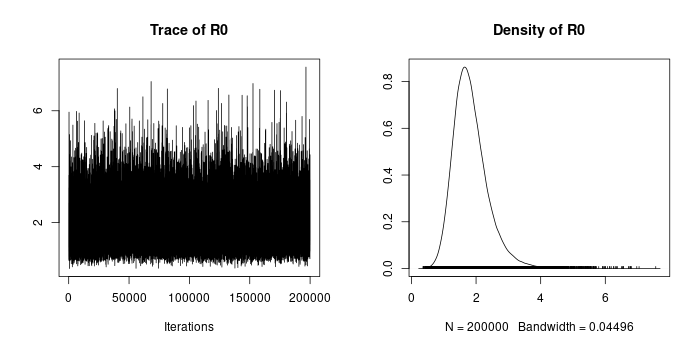 Trace of R0
6
4
2
0 50000 100000 150000 200000
Iterations
Density of R0
0.8
0.6
0.4
0.2
0.0
0 2 4 6
N = 200000 Bandwidth = 0.04496